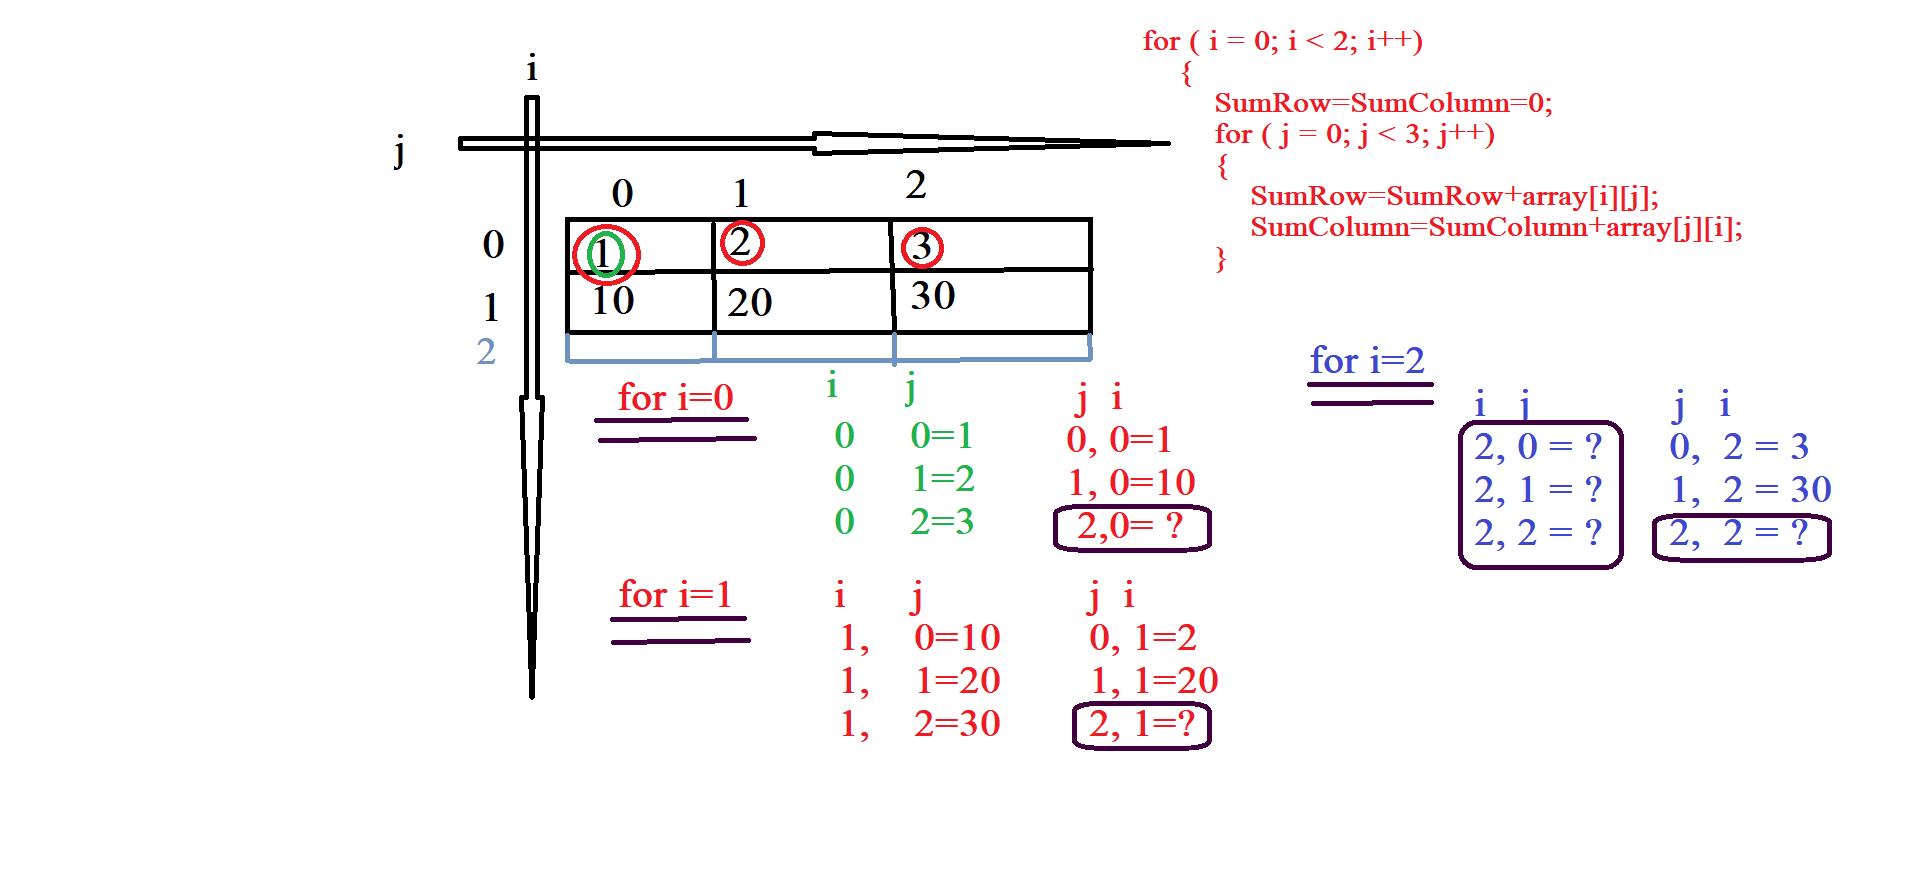 i
j
0 1 2
0 1 2 3
1 10 20 30
2
for ( i = 0; i < 2; i++)
{
SumRow=SumColumn=0;
for ( j = 0; j < 3; j++)
{
SumRow=SumRow+array[i][j];
SumColumn=SumColumn+array[j][i];
}
for i=0
i j
0 0=1
0 1=2
0 2=3
j i
0, 0=1
1, 0=10
2,0= ?
for i=1
i j
1, 0=10
1, 1=20
1, 2=30
j i
0, 1=2
1, 1=20
2, 1=?
for i=2
i j
2, 0 = ?
2, 1 = ?
2, 2 = ?
j i
0, 2 = 3
1, 2 = 30
2, 2 = ?